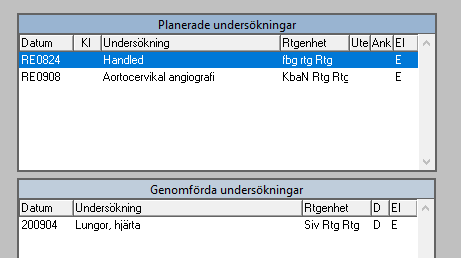 Planerade undersökningar
Datum Kl Undersökning Rtgenhet Ute Ank El
RE0824 Handled fbg rtg Rtg E
RE0908 Aortocervikal angiografi KbaN Rtg Rtg E
Genomförda undersökningar
Datum Undersökning Rtgenhet D El
200904 Lungor, hjärta Siv Rtg Rtg D E